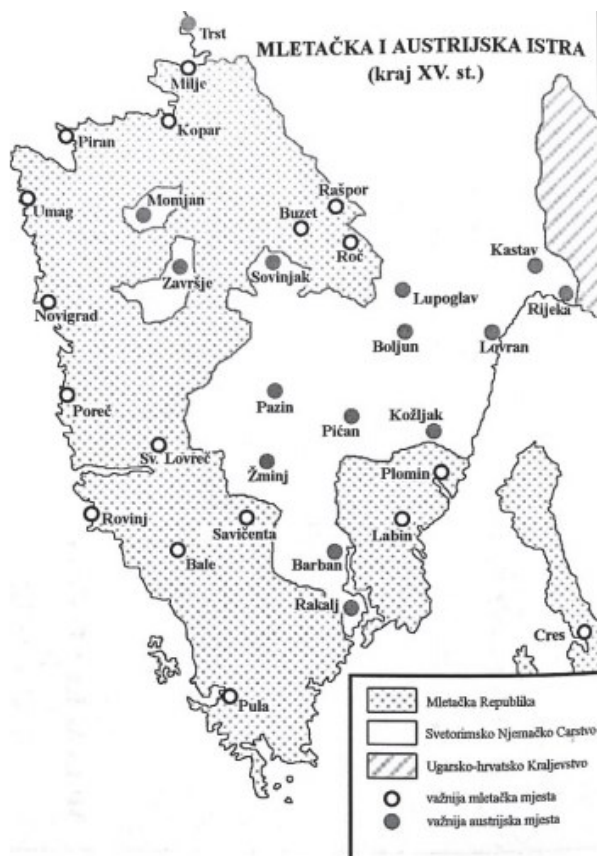 Trst
MLETAČKA I AUSTRIJSKA ISTRA
(kraj XV. st.)
Milje
Kopar
Piran
Umag
Momjan
Rašpor
Buzet
Roč
Kastav
Završje
Sovinjak
Lupoglav
Rijeka
Novigrad
Boljun
Lovran
Pazin
Poreč
Pićan
Kožljak
Sv. Lovreč
Žminj
Plomin
Rovinj
Savičenta
Labin
Bale
Barban
Rakalj
Cres
Pula
Mletačka Republika
Svetorimsko Njemačko Carstvo
Ugarsko-hrvatsko Kraljevstvo
važnija mletačka mjesta
važnija austrijska mjesta